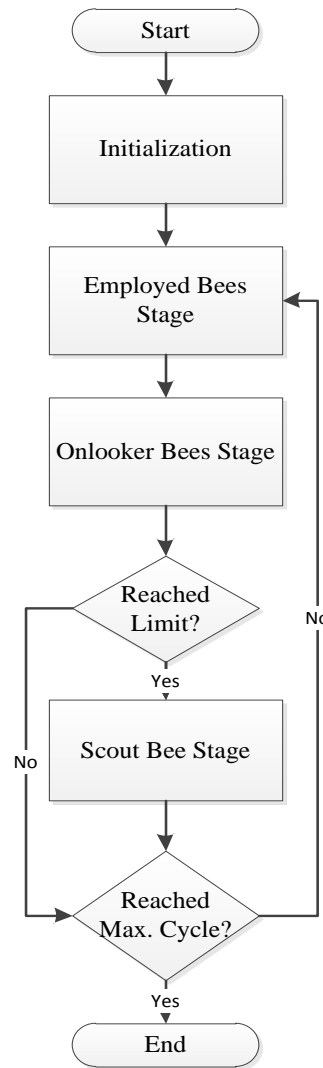 Start
Initialization
Employed Bees
Stage
Onlooker Bees Stage
Reached
Limit?
No
Yes
No
Scout Bee Stage
Reached
Max. Cycle?
Yes
End